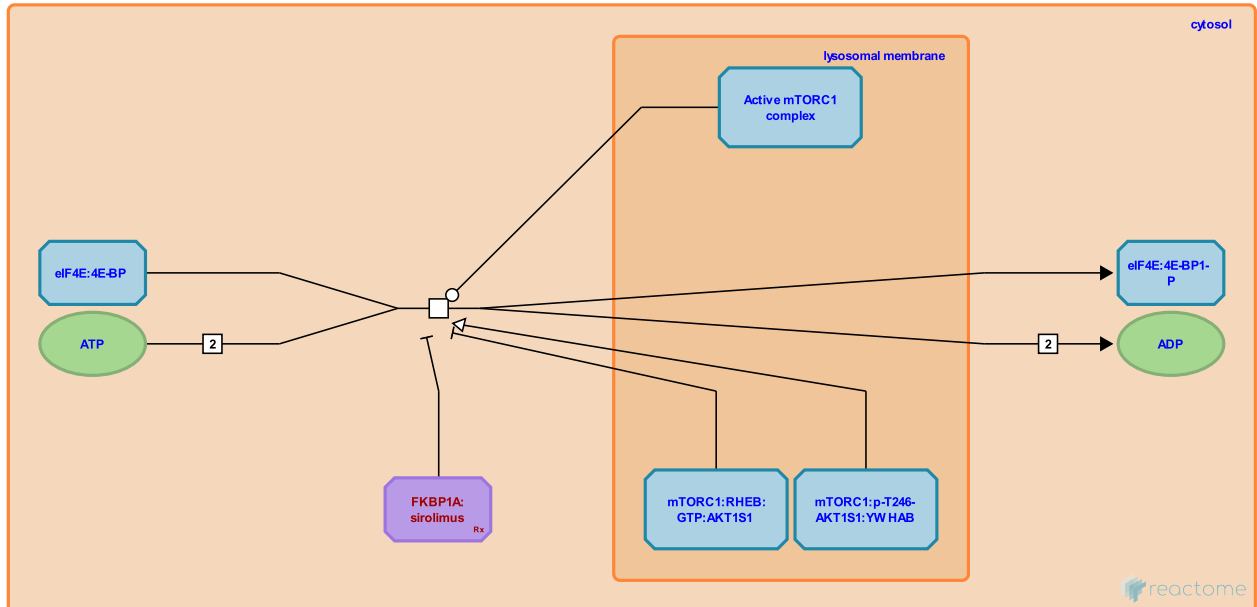 cytosol
lysosomal membrane
Active mTORC1
complex
eIF4E:4E-BP
eIF4E:4E-BP1-
P
ATP
2
2
ADP
FKBP1A:
sirolimus
Rx
mTORC1:RHEB:
GTP:AKT1S1
mTORC1:p-T246-
AKT1S1:YWHAB
reactome